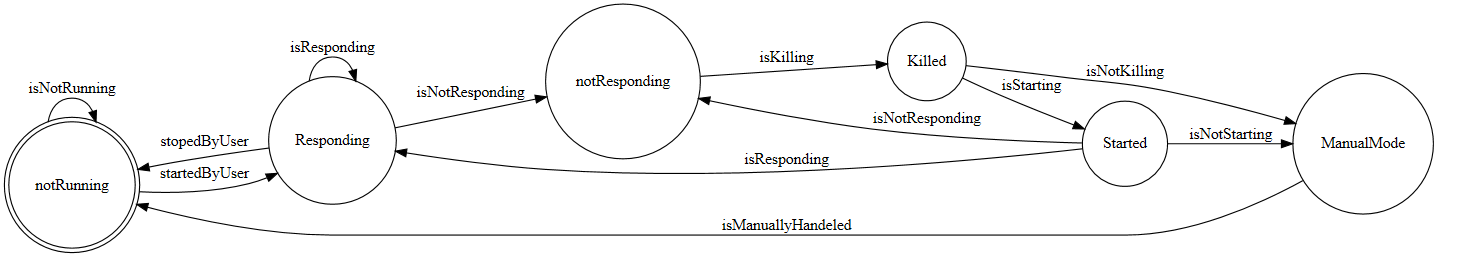 isNotRunning
notRunning
stopedByUser
startedByUser
isResponding
Responding
isNotResponding
notResponding
isKilling
Killed
isNotKilling
isStarting
isNotResponding
Started
isNotStarting
ManualMode
isResponding
isManuallyHandeled